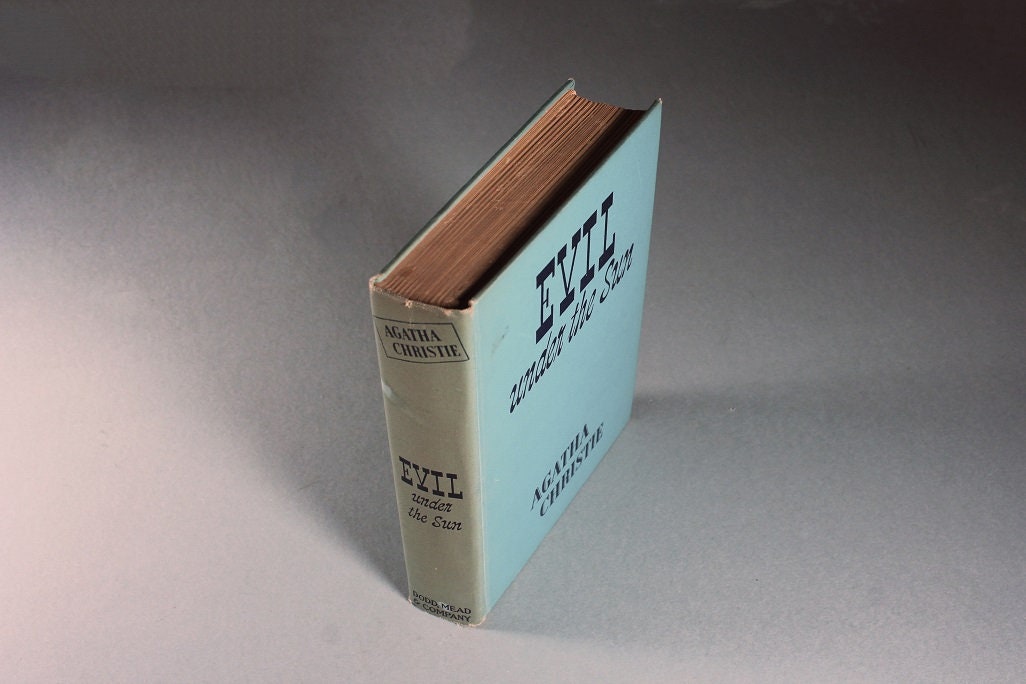 AGATHA
CHRISTIE
EVIL
under
the Sun
DODD, MEAD
& COMPANY
EVIL
under the Sun
AGATHA
CHRISTIE